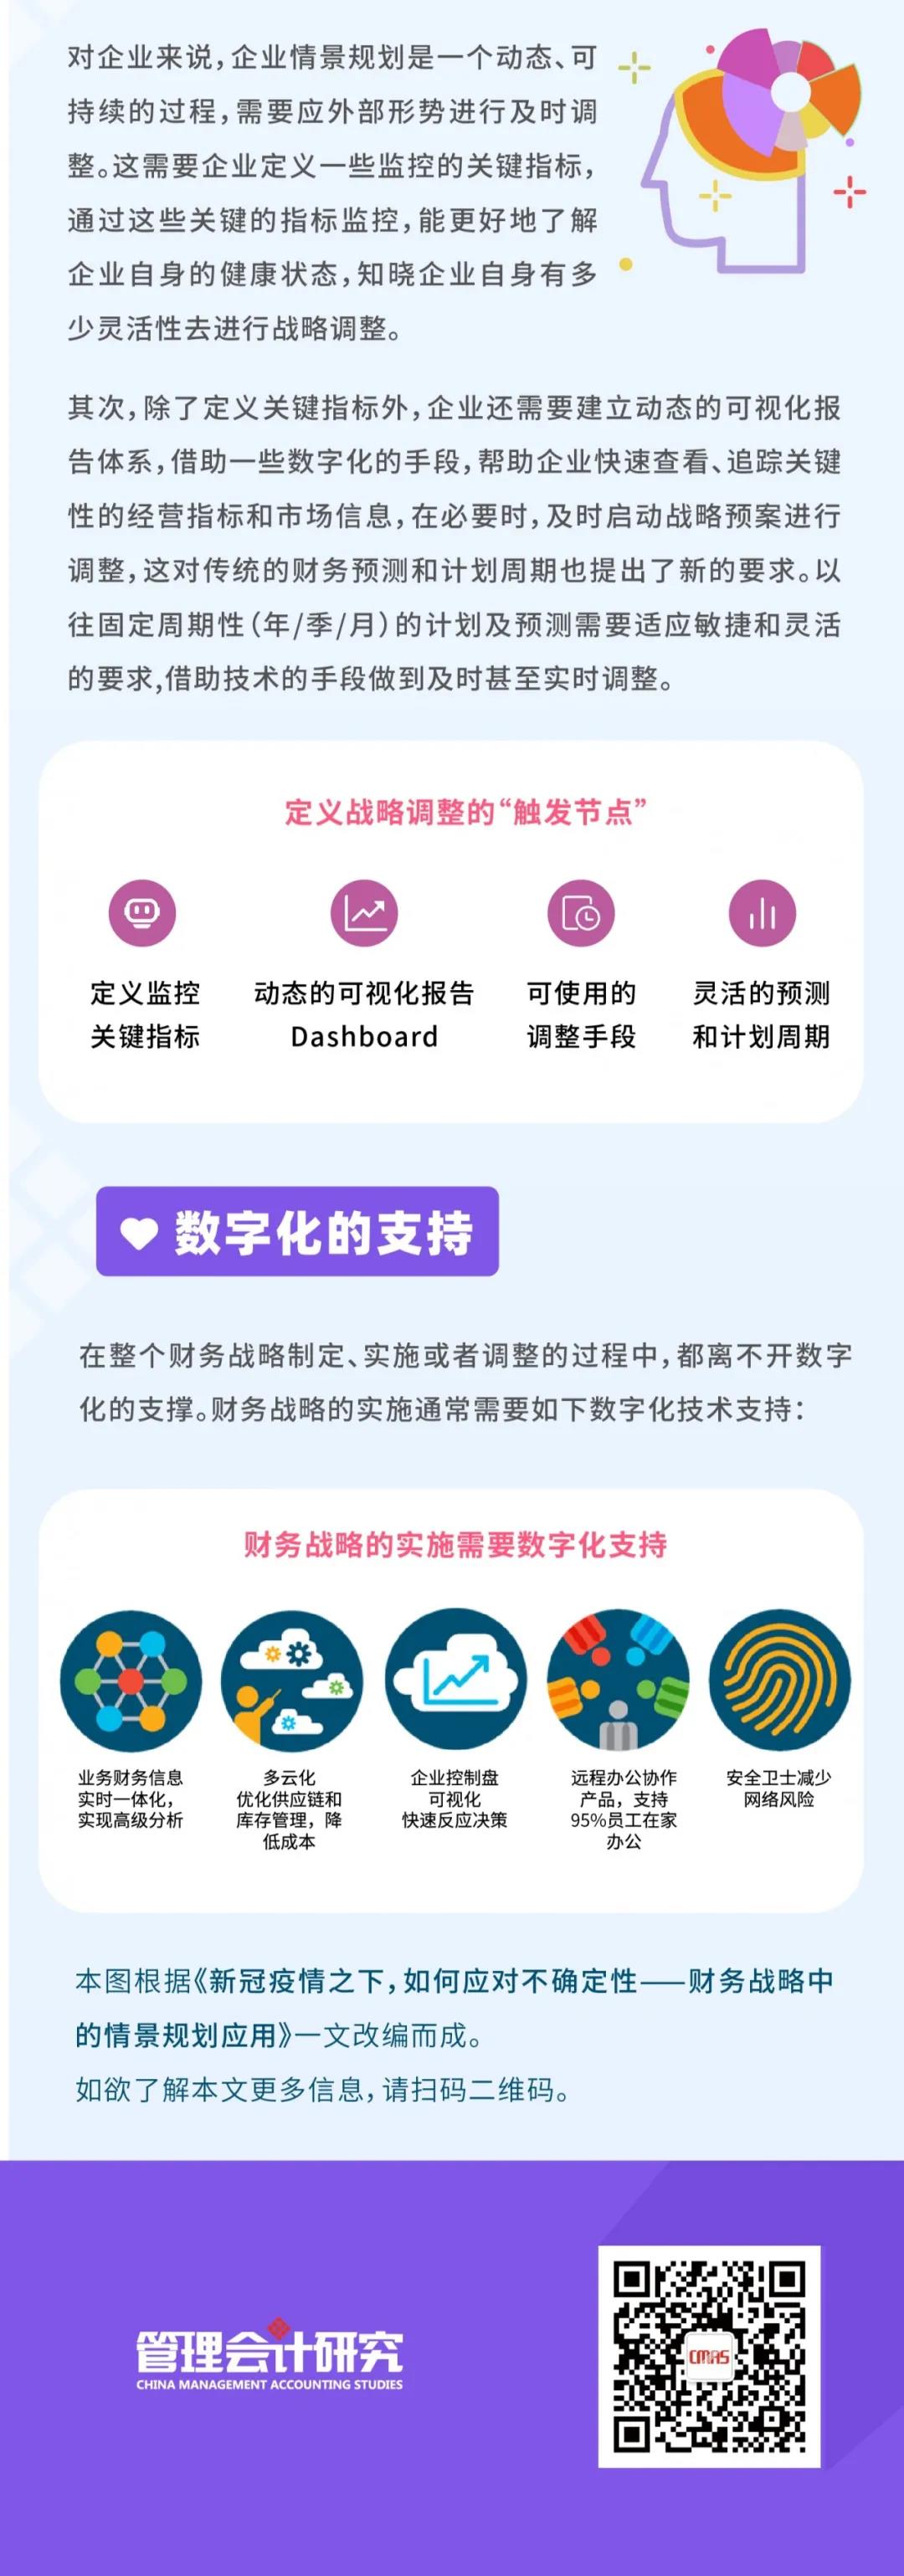 对企业来说,企业情景规划是一个动态、可
持续的过程,需要应外部形势进行及时调
整。这需要企业定义一些监控的关键指标,
通过这些关键的指标监控,能更好地了解
企业自身的健康状态,知晓企业自身有多
少灵活性去进行战略调整。
其次,除了定义关键指标外,企业还需要建立动态的可视化报
告体系,借助一些数字化的手段,帮助企业快速查看、追踪关键
性的经营指标和市场信息,在必要时,及时启动战略预案进行
调整,这对传统的财务预测和计划周期也提出了新的要求。以
往固定周期性(年/季/月)的计划及预测需要适应敏捷和灵活
的要求,借助技术的手段做到及时甚至实时调整。
定义战略调整的“触发节点”
定义监控
关键指标
动态的可视化报告
Dashboard
可使用的
调整手段
灵活的预测
和计划周期
数字化的支持
在整个财务战略制定、实施或者调整的过程中,都离不开数字
化的支撑。财务战略的实施通常需要如下数字化技术支持:
财务战略的实施需要数字化支持
业务财务信息
实时一体化,
实现高级分析
多云化
优化供应链和
库存管理,降
低成本
企业控制盘
可视化
快速反应决策
远程办公协作
产品,支持
95%员工在家
办公
安全卫士减少
网络风险
本图根据《新冠疫情之下,如何应对不确定性——财务战略中
的情景规划应用》一文改编而成。
如欲了解本文更多信息,请扫码二维码。
管理会计研究
CHINA MANAGEMENT ACCOUNTING STUDIES
CMAS